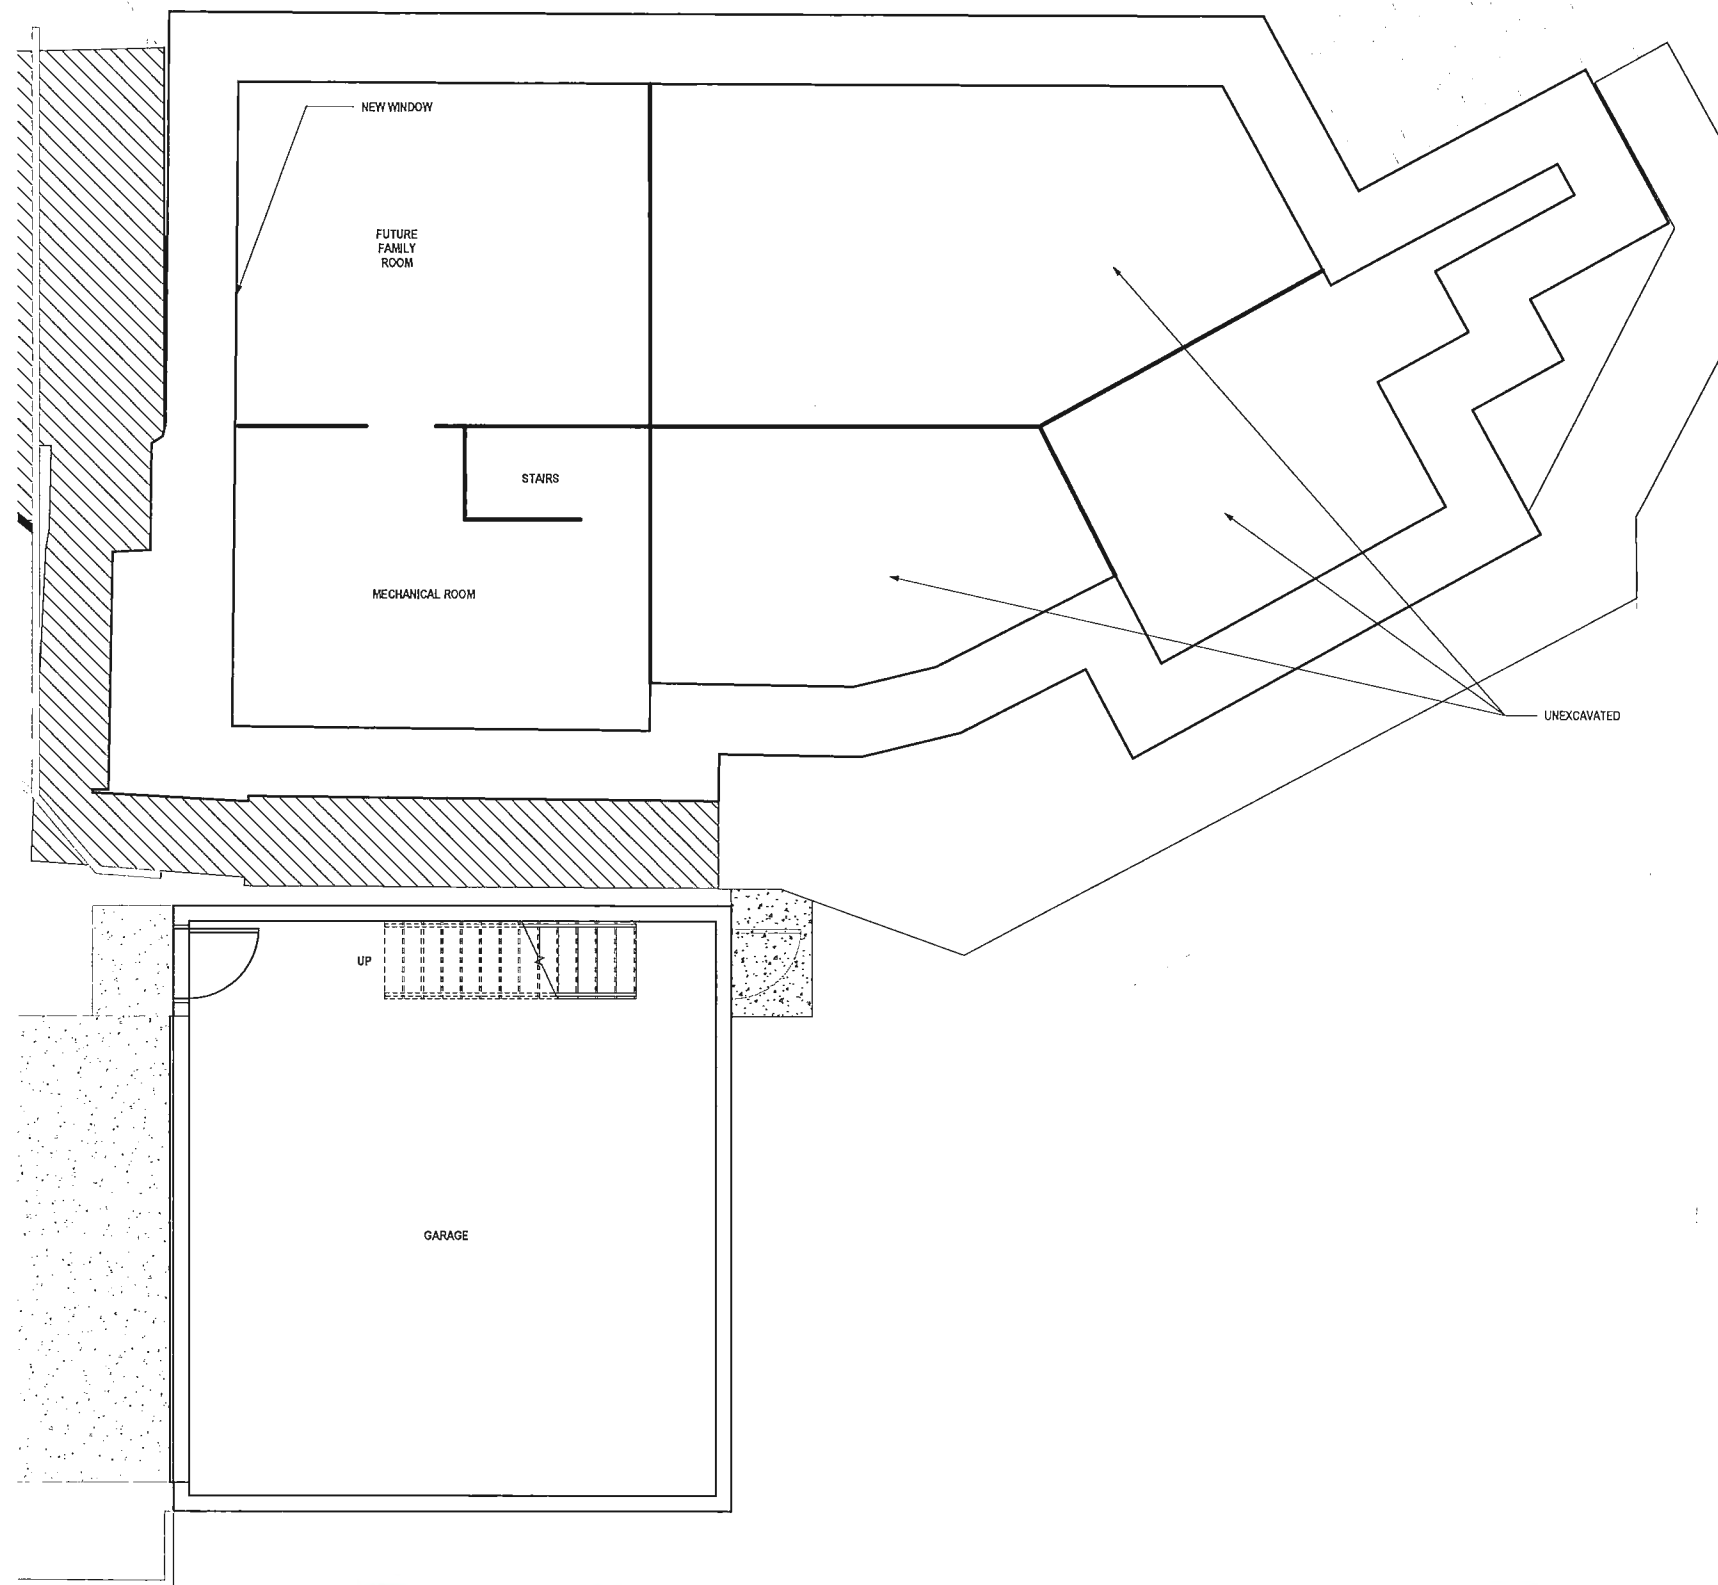 NEW WINDOW
FUTURE
FAMILY
ROOM
STAIRS
MECHANICAL ROOM
UNEXCAVATED
UP
GARAGE